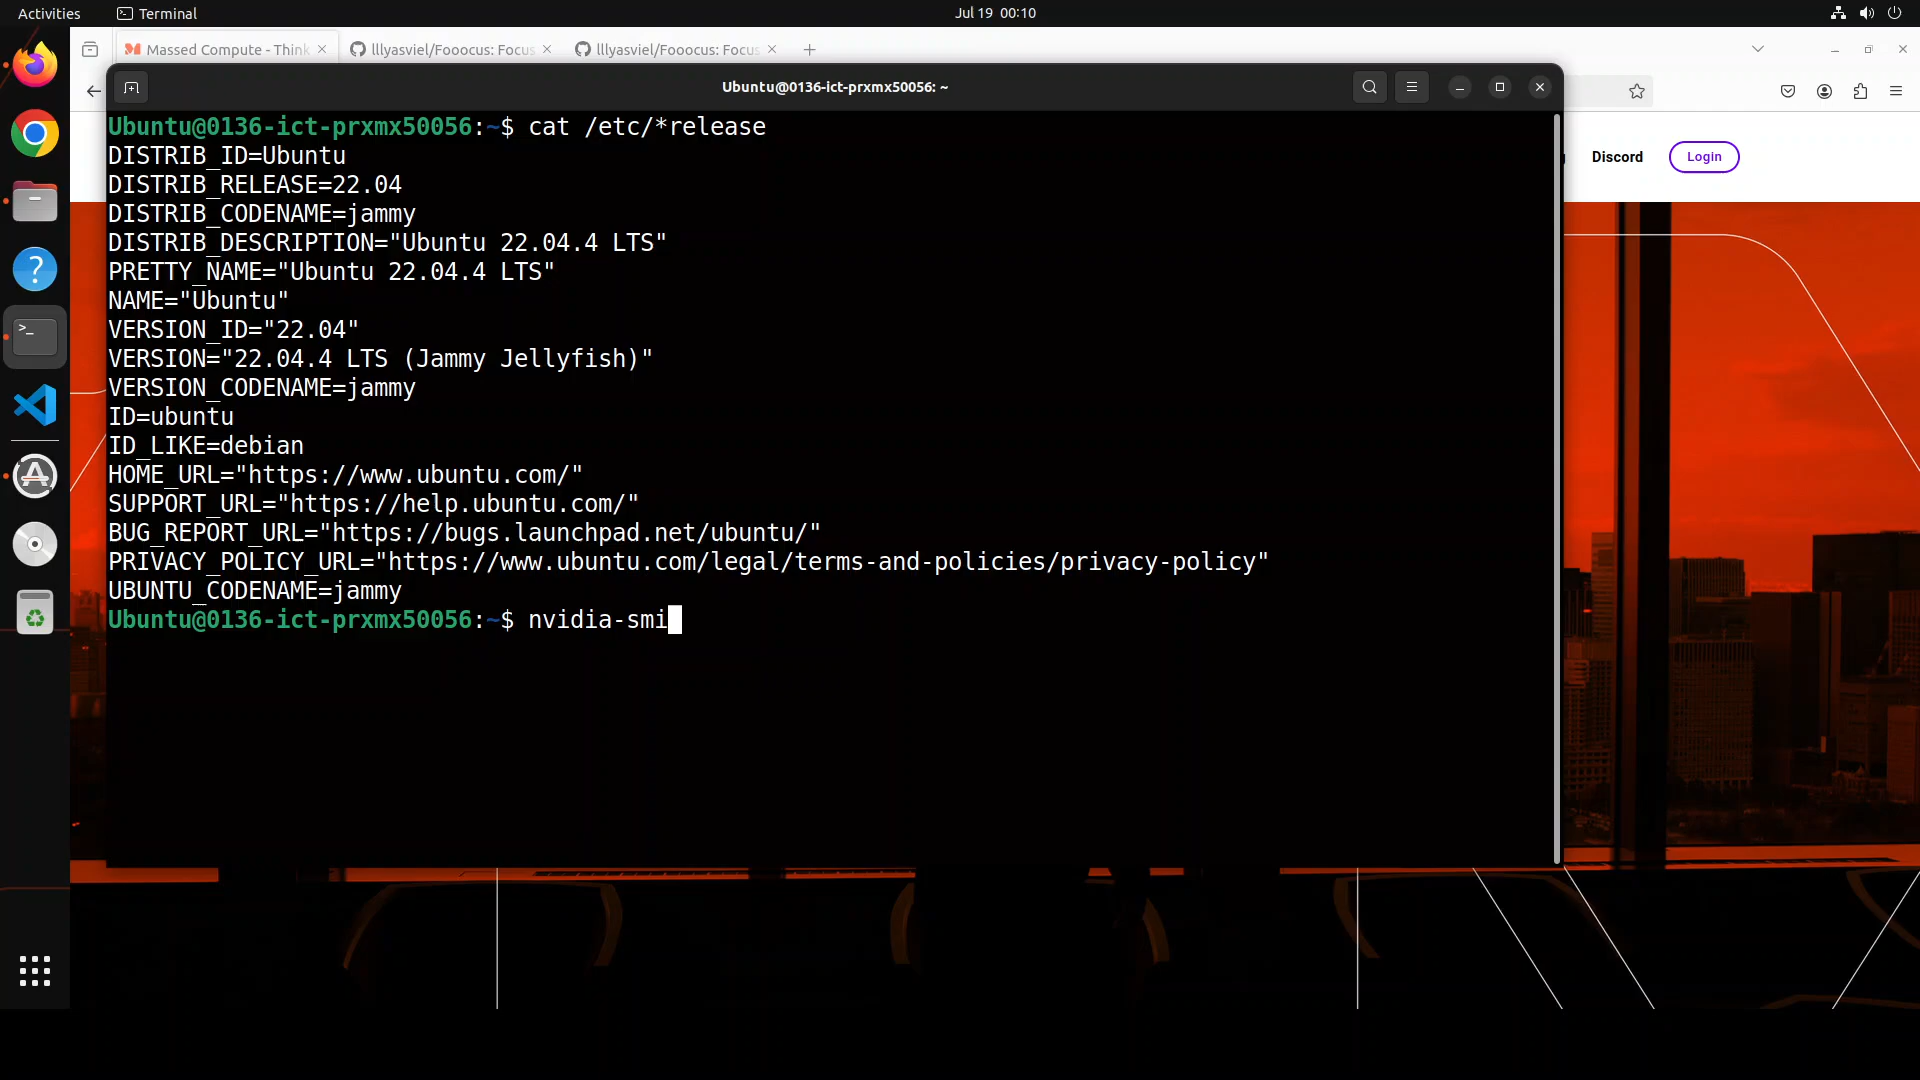 Activities
Terminal
Jul 19 00:10
Massed Compute - Think
lllyasviel/Fooocus: Focus
lllyasviel/Fooocus: Focus
Ubuntu@0136-ict-prxmx50056: ~
Ubuntu@0136-ict-prxmx50056:~$ cat /etc/*release
DISTRIB_ID=Ubuntu
DISTRIB_RELEASE=22.04
DISTRIB_CODENAME=jammy
DISTRIB_DESCRIPTION="Ubuntu 22.04.4 LTS"
PRETTY_NAME="Ubuntu 22.04.4 LTS"
NAME="Ubuntu"
VERSION_ID="22.04"
VERSION="22.04.4 LTS (Jammy Jellyfish)"
VERSION_CODENAME=jammy
ID=ubuntu
ID_LIKE=debian
HOME_URL="https://www.ubuntu.com/"
SUPPORT_URL="https://help.ubuntu.com/"
BUG_REPORT_URL="https://bugs.launchpad.net/ubuntu/"
PRIVACY_POLICY_URL="https://www.ubuntu.com/legal/terms-and-policies/privacy-policy"
UBUNTU_CODENAME=jammy
Ubuntu@0136-ict-prxmx50056:~$ nvidia-smi
Discord
Login